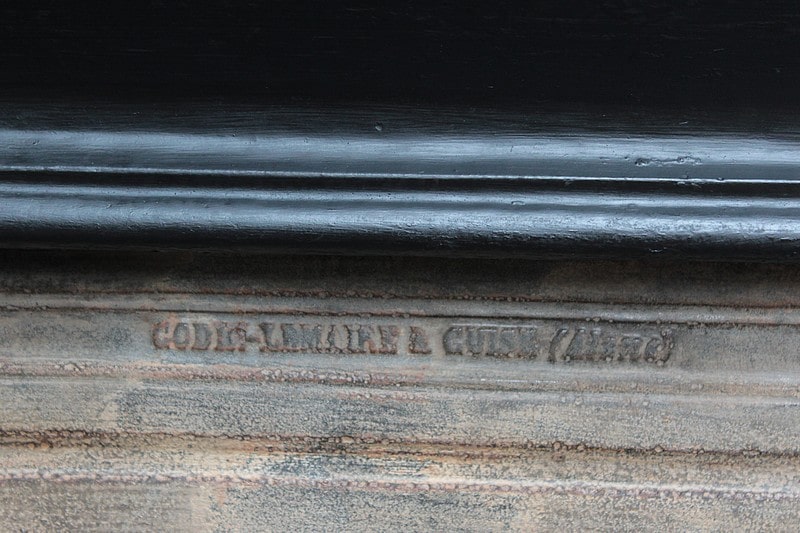 GODIN-LEMAIRE A GUISE (AISNE)